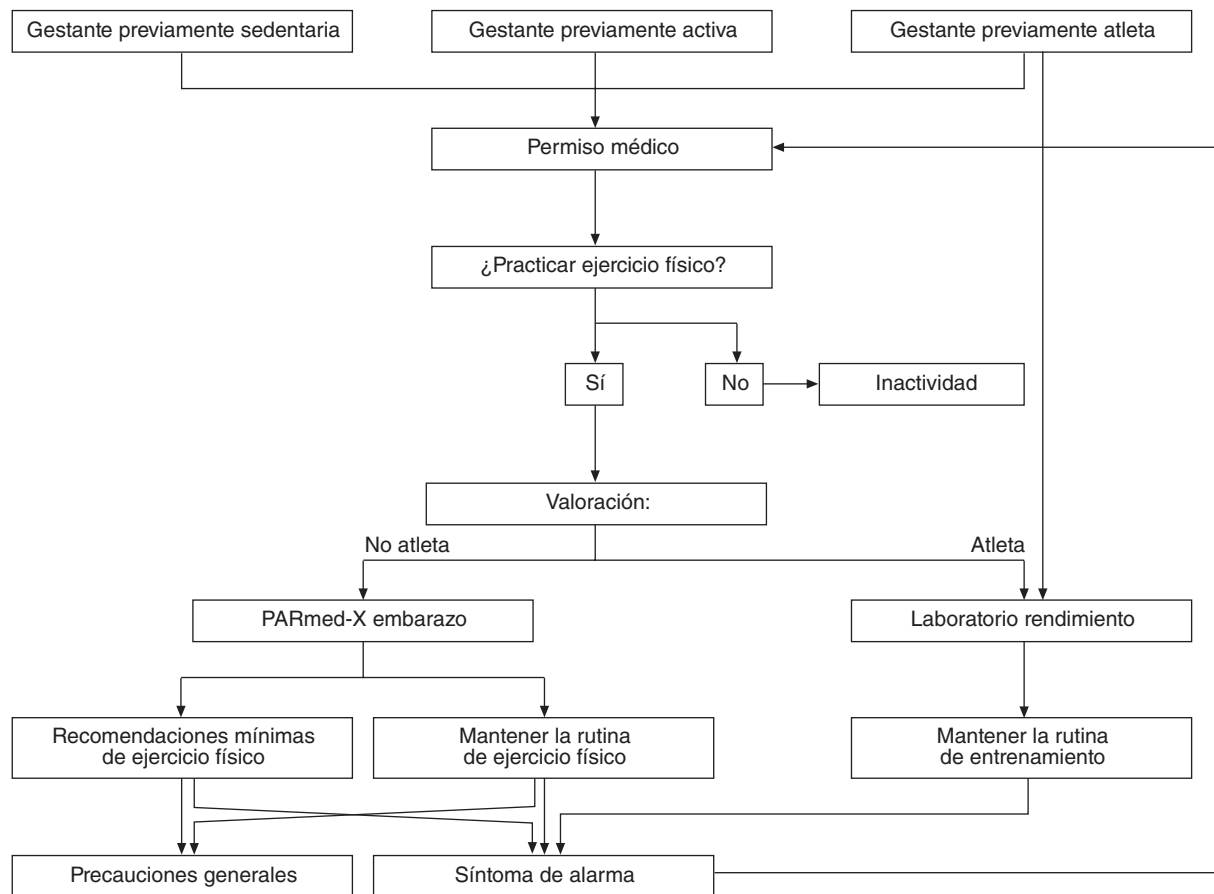 Gestante previamente sedentaria
Gestante previamente activa
Gestante previamente atleta
Permiso médico
¿Practicar ejercicio físico?
Sí
No
Inactividad
Valoración:
No atleta
Atleta
PARmed-X embarazo
Laboratorio rendimiento
Recomendaciones mínimas
de ejercicio físico
Mantener la rutina
de ejercicio físico
Mantener la rutina
de entrenamiento
Precauciones generales
Síntoma de alarma